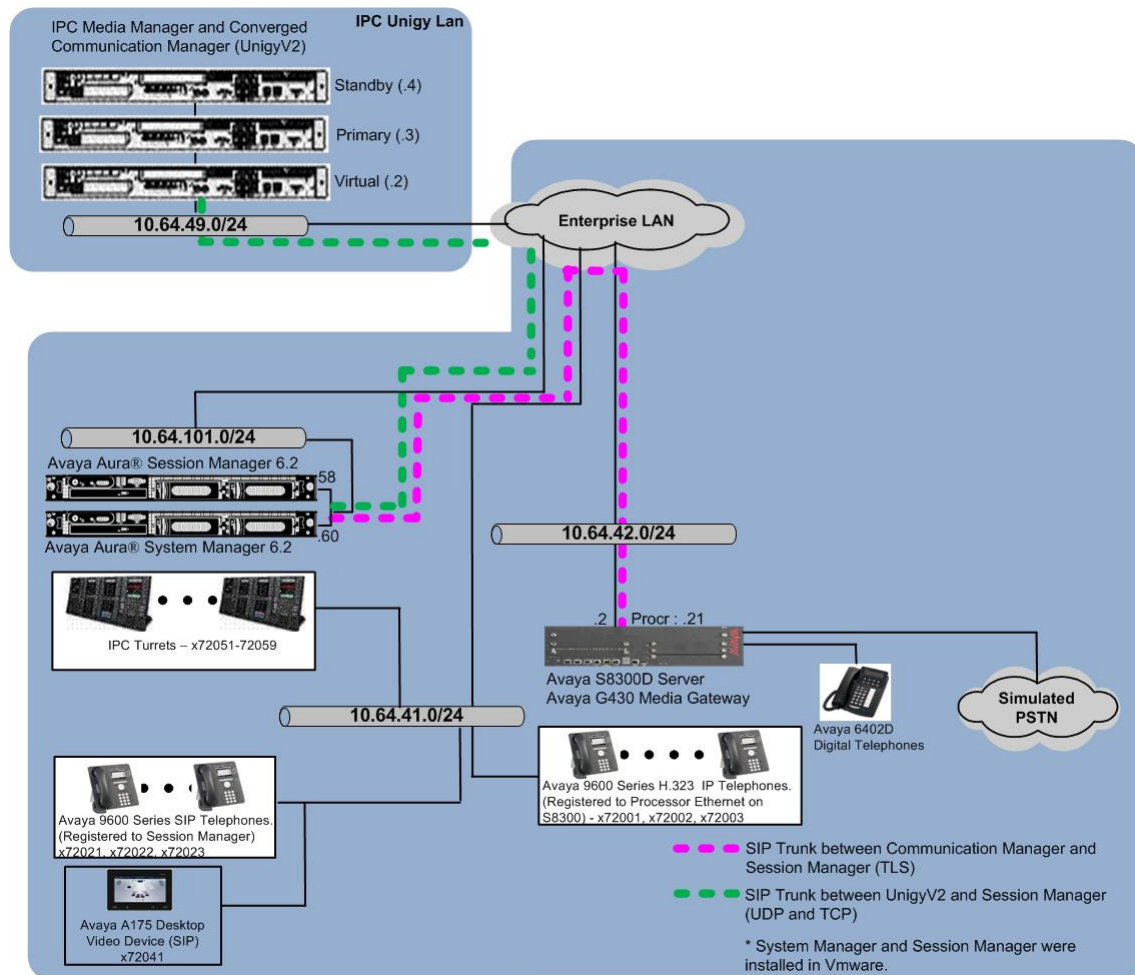 IPC Unigy Lan
IPC Media Manager and Converged
Communication Manager (UnigyV2)
Standby (.4)
Primary (.3)
Virtual (.2)
10.64.49.0/24
Enterprise LAN
10.64.101.0/24
Avaya Aura® Session Manager 6.2
.58
.60
Avaya Aura® System Manager 6.2
IPC Turrets – x72051-72059
10.64.42.0/24
.2 Procr : .21
Avaya S8300D Server
Avaya G430 Media Gateway
Avaya 6402D
Digital Telephones
Simulated
PSTN
10.64.41.0/24
Avaya 9600 Series SIP Telephones.
(Registered to Session Manager)
x72021, x72022, x72023
Avaya 9600 Series H.323 IP Telephones.
(Registered to Processor Ethernet on
S8300) - x72001, x72002, x72003
Avaya A175 Desktop
Video Device (SIP)
x72041
SIP Trunk between Communication Manager and
Session Manager (TLS)
SIP Trunk between UnigyV2 and Session Manager
(UDP and TCP)
* System Manager and Session Manager were
installed in Vmware.